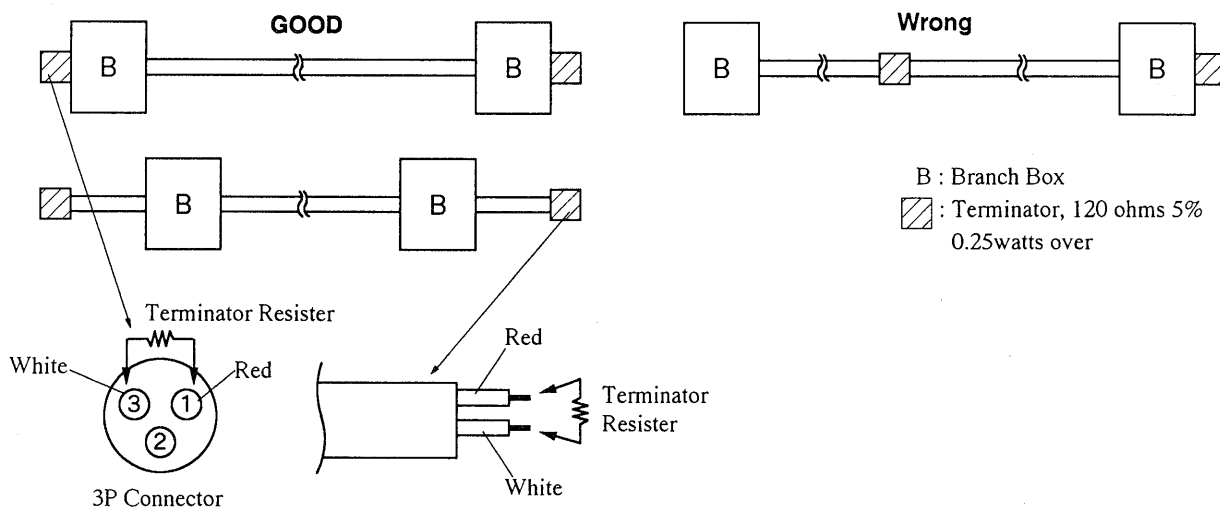 GOOD
Wrong
B
B
B
B
B
B
B : Branch Box
: Terminator, 120 ohms 5%
0.25watts over
Terminator Resister
White
Red
3
1
2
3P Connector
Red
Terminator
Resister
White